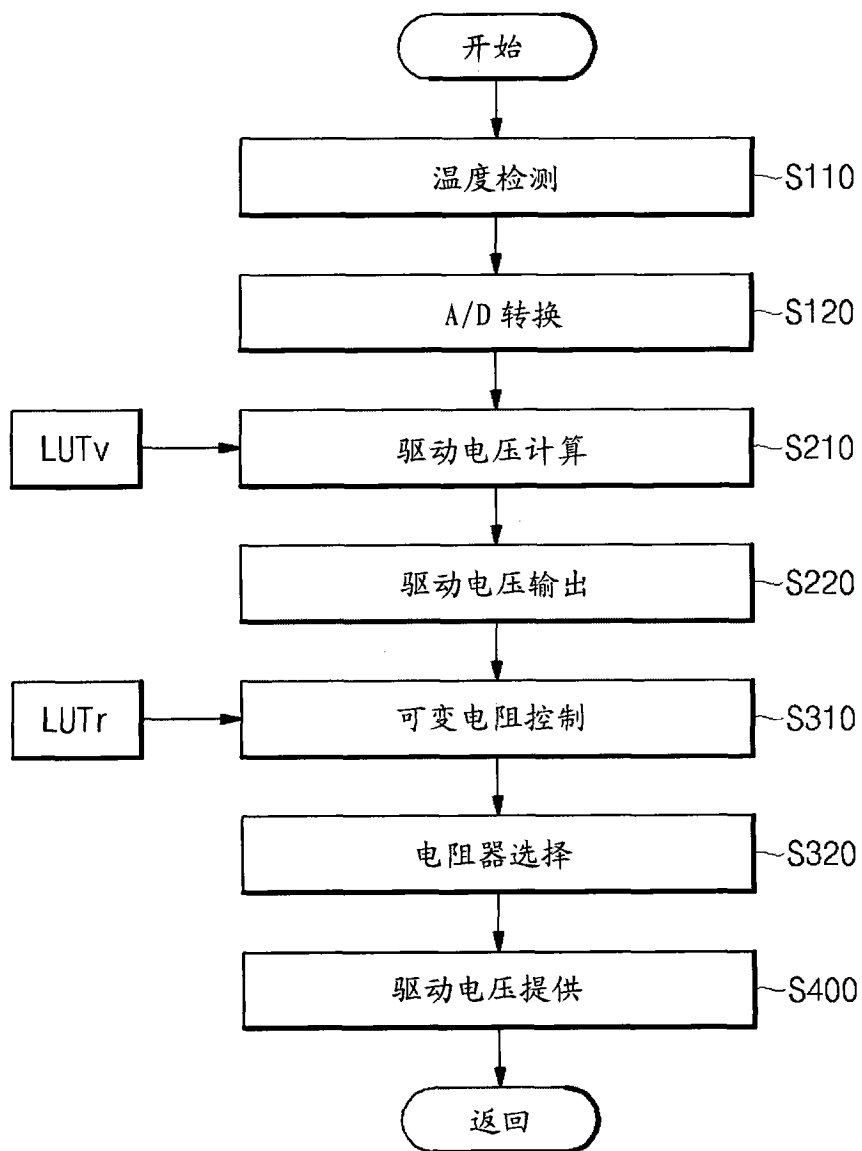 开始
温度检测
S110
A/D 转换
S120
LUTv
驱动电压计算
S210
驱动电压输出
S220
LUTr
可变电阻控制
S310
电阻器选择
S320
驱动电压提供
S400
返回